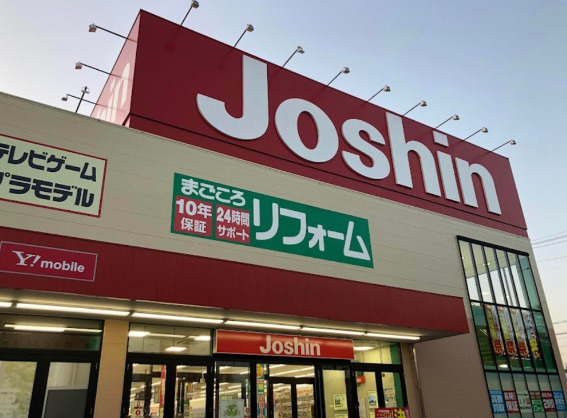 Joshin
テレビゲーム
プラモデル
まごころ
10年
保証
24時間
サポート
リフォーム
Y! mobile
Joshin